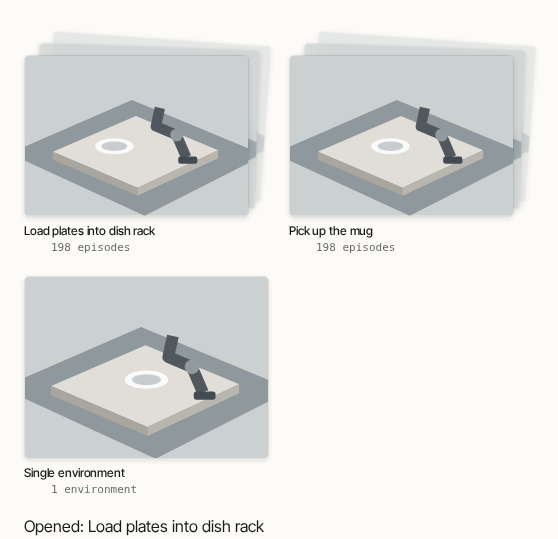 Load plates into dish rack
198 episodes
Pick up the mug
198 episodes
Single environment
1 environment
Opened: Load plates into dish rack